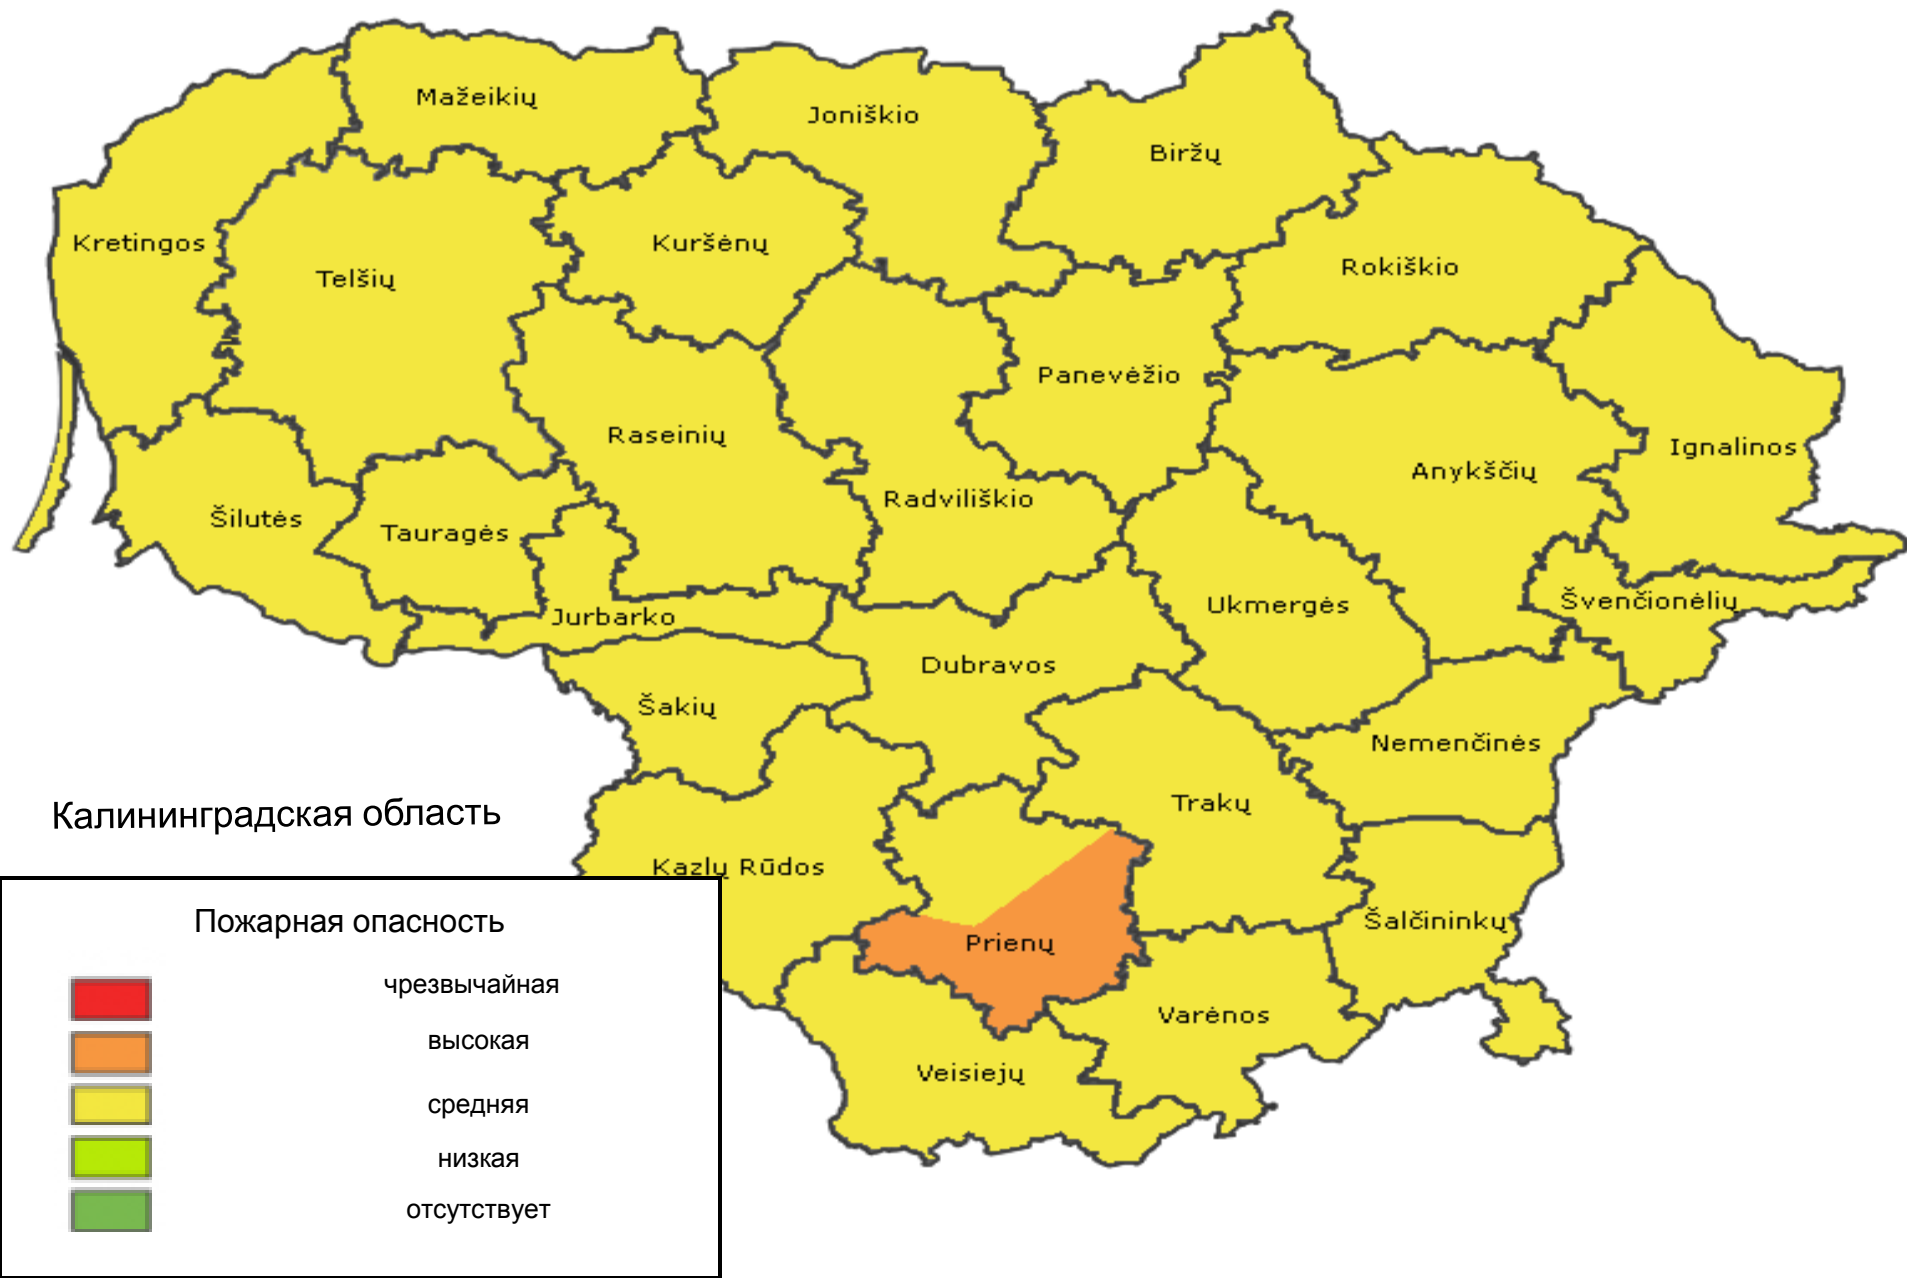 Mažeikių
Joniškio
Biržų
Kretingos
Telšių
Kuršėnų
Rokiškio
Panevėžio
Raseinių
Ignalinos
Anykščių
Radviliškio
Šilutės
Tauragės
Švenčionėlių
Ukmergės
Jurbarko
Dubravos
Šakių
Nemenčinės
Trakų
Калининградская область
Kazlų Rūdos
Šalčininkų
Prienų
Varėnos
Veisiejų
Пожарная опасность
чрезвычайная
высокая
средняя
низкая
отсутствует